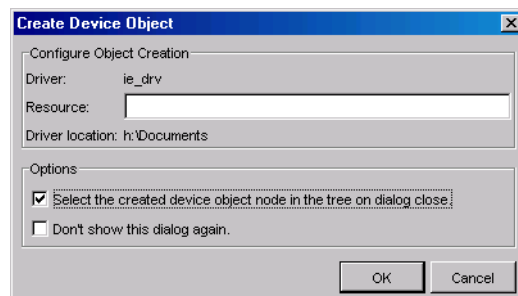 Create Device Object
Configure Object Creation
Driver: ie_drv
Resource:
Driver location: h:\Documents
Options
Select the created device object node in the tree on dialog close.
Don't show this dialog again.
OK Cancel